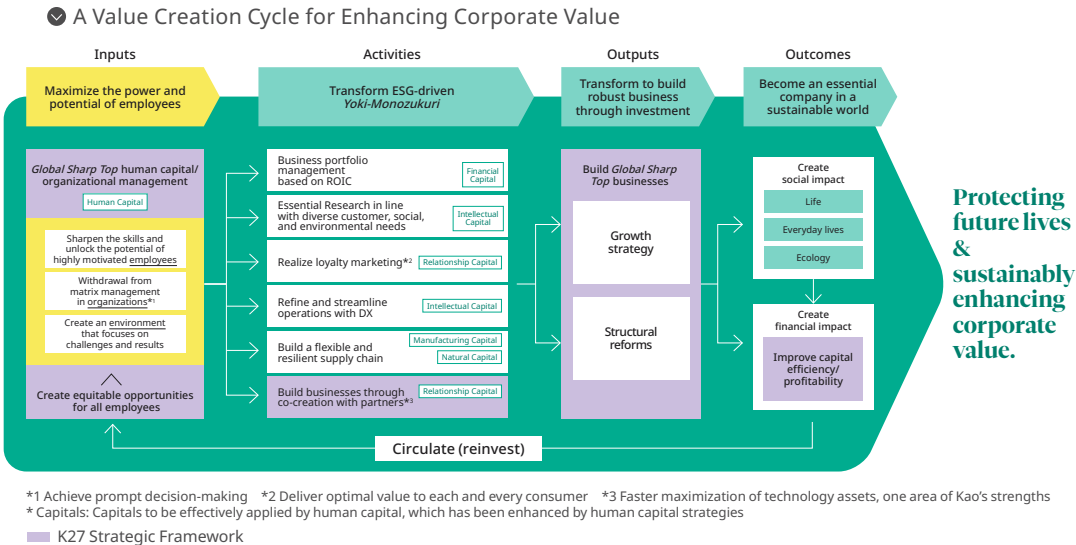 A Value Creation Cycle for Enhancing Corporate Value
Inputs
Activities
Outputs
Outcomes
Maximize the power and
potential of employees
Transform ESG-driven
Yoki-Monozukuri
Transform to build
robust business
through investment
Become an essential
company in a
sustainable world
Global Sharp Top human capital/
organizational management
Human Capital
Sharpen the skills and
unlock the potential of
highly motivated employees
Withdrawal from
matrix management
in organizations*1
Create an environment
that focuses on
challenges and results
Create equitable opportunities
for all employees
Business portfolio
management
based on ROIC
Financial
Capital
Essential Research in line
with diverse customer, social,
and environmental needs
Intellectual
Capital
Realize loyalty marketing*2
Relationship Capital
Refine and streamline
operations with DX
Intellectual Capital
Build a flexible and
resilient supply chain
Manufacturing Capital
Natural Capital
Build businesses through
co-creation with partners*3
Relationship Capital
Build Global Sharp
Top businesses
Growth
strategy
Structural
reforms
Create
social impact
Life
Everyday lives
Ecology
Create
financial impact
Improve capital
efficiency/
profitability
Protecting
future lives
&
sustainably
enhancing
corporate
value.
Circulate (reinvest)
*1 Achieve prompt decision-making *2 Deliver optimal value to each and every consumer *3 Faster maximization of technology assets, one area of Kao's strengths
* Capitals: Capitals to be effectively applied by human capital, which has been enhanced by human capital strategies
K27 Strategic Framework